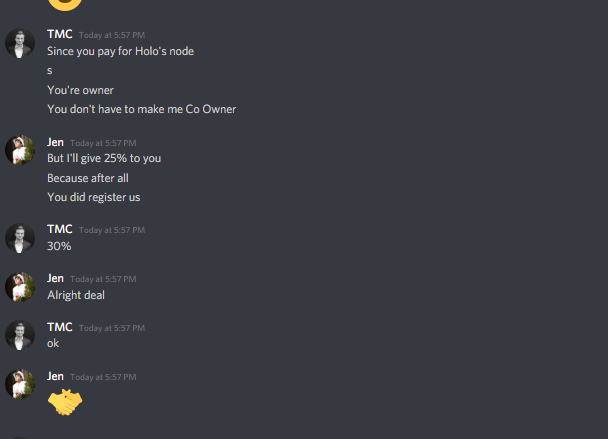 TMC Today at 5:57 PM
Since you pay for Holo's node
s
You're owner
You don't have to make me Co Owner
Jen Today at 5:57 PM
But I'll give 25% to you
Because after all
You did register us
TMC Today at 5:57 PM
30%
Jen Today at 5:57 PM
Alright deal
TMC Today at 5:57 PM
ok
Jen Today at 5:57 PM